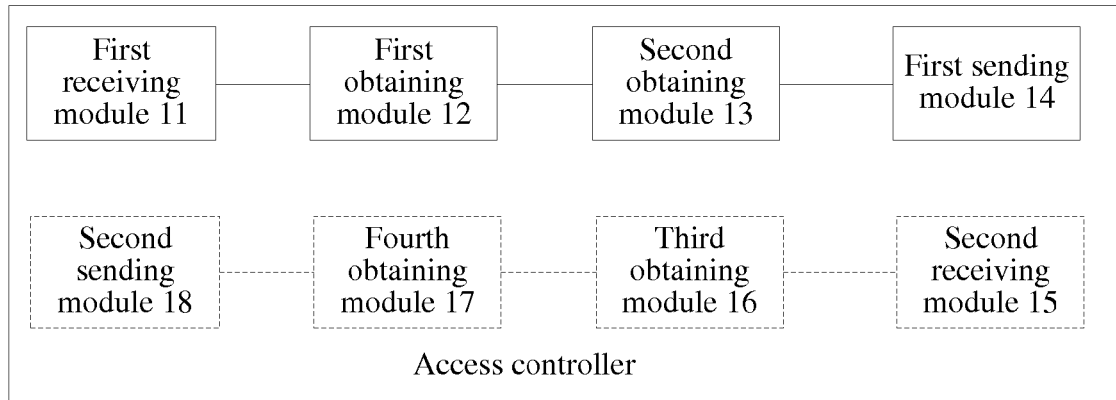 First
receiving
module 11
First
obtaining
module 12
Second
obtaining
module 13
First sending
module 14
Second
sending
module 18
Fourth
obtaining
module 17
Third
obtaining
module 16
Second
receiving
module 15
Access controller